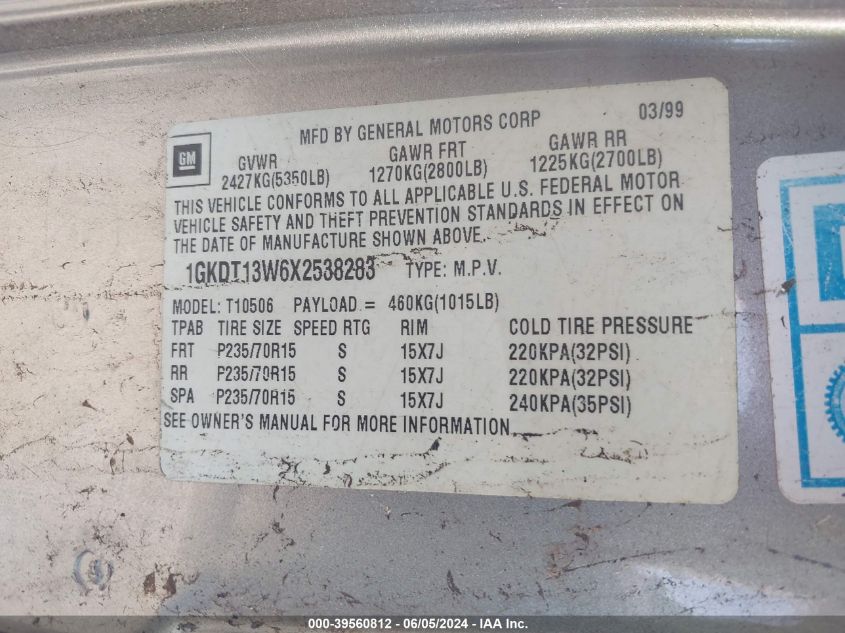 MFD BY GENERAL MOTORS CORP 03/99
GM
GVWR GAWR FRT GAWR RR
2427KG(5350LB) 1270KG(2800LB) 1225KG(2700LB)
THIS VEHICLE CONFORMS TO ALL APPLICABLE U.S. FEDERAL MOTOR
VEHICLE SAFETY AND THEFT PREVENTION STANDARDS IN EFFECT ON
THE DATE OF MANUFACTURE SHOWN ABOVE.
1GKDT13W6X2538283 TYPE: M.P.V.
MODEL: T10506 PAYLOAD = 460KG(1015LB)
TPAB TIRE SIZE SPEED RTG RIM COLD TIRE PRESSURE
FRT P235/70R15 S 15X7J 220KPA(32PSI)
RR P235/70R15 S 15X7J 220KPA(32PSI)
SPA P235/70R15 S 15X7J 240KPA(35PSI)
SEE OWNER'S MANUAL FOR MORE INFORMATION
000-39560812 - 06/05/2024 - IAA Inc.